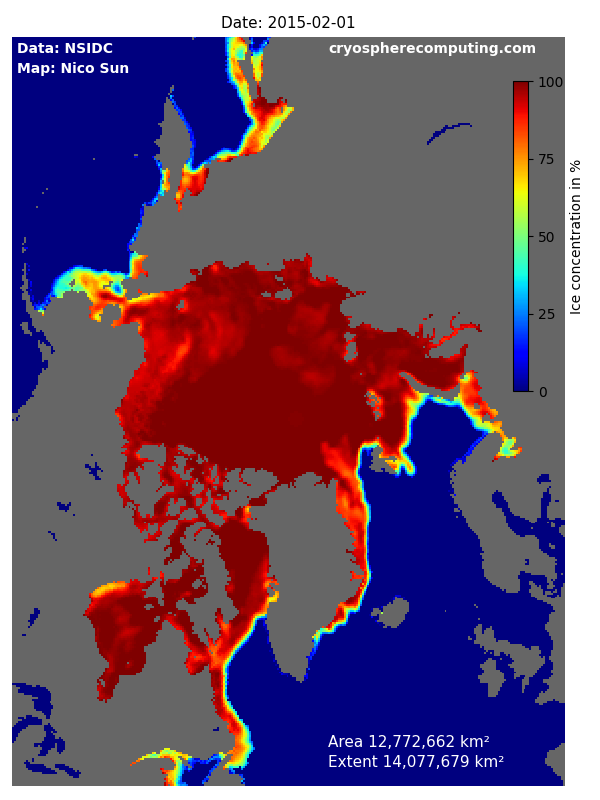 Date: 2015-02-01
Data: NSIDC
cryospherecomputing.com
Map: Nico Sun
100
75
50
25
0
Ice concentration in %
Area 12,772,662 km²
Extent 14,077,679 km²